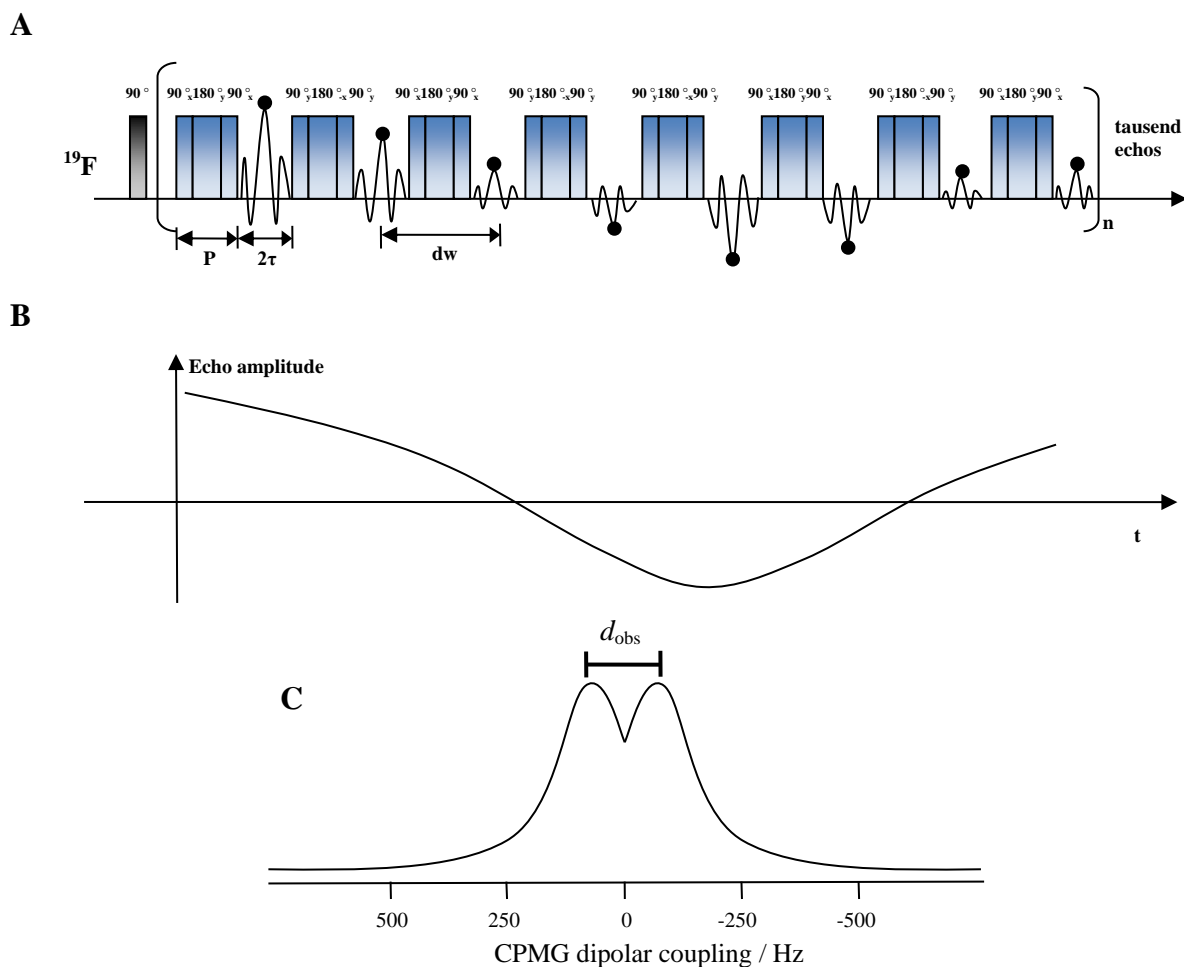 A
90 °
90 °x180 °y90 °x
90 °y180 °-x90 °y
90 °x180 °y90 °x
90 °y180 °-x90 °y
90 °y180 °-x90 °y
90 °x180 °y90 °x
90 °y180 °-x90 °y
90 °x180 °y90 °x
tausend
echos
19F
n
P
2τ
dw
B
Echo amplitude
t
dobs
C
500 250 0 -250 -500
CPMG dipolar coupling / Hz